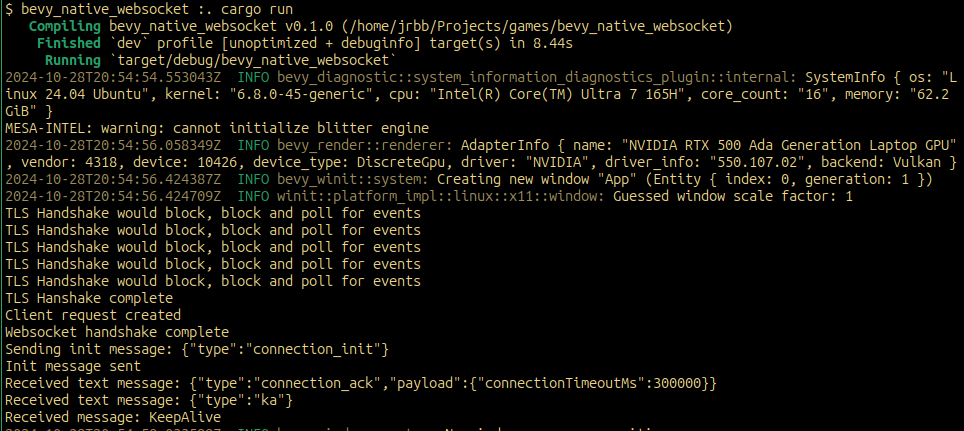 $ bevy_native_websocket :. cargo run
Compiling bevy_native_websocket v0.1.0 (/home/jrbb/Projects/games/bevy_native_websocket)
Finished `dev` profile [unoptimized + debuginfo] target(s) in 8.44s
Running `target/debug/bevy_native_websocket`
2024-10-28T20:54:54.553043Z  INFO bevy_diagnostic::system_information_diagnostics_plugin::internal: SystemInfo { os: "L
inux 24.04 Ubuntu", kernel: "6.8.0-45-generic", cpu: "Intel(R) Core(TM) Ultra 7 165H", core_count: "16", memory: "62.2
GiB" }
MESA-INTEL: warning: cannot initialize blitter engine
2024-10-28T20:54:56.058349Z  INFO bevy_render::renderer: AdapterInfo { name: "NVIDIA RTX 500 Ada Generation Laptop GPU"
, vendor: 4318, device: 10426, device_type: DiscreteGpu, driver: "NVIDIA", driver_info: "550.107.02", backend: Vulkan }
2024-10-28T20:54:56.424387Z  INFO bevy_winit::system: Creating new window "App" (Entity { index: 0, generation: 1 })
2024-10-28T20:54:56.424709Z  INFO winit::platform_impl::linux::x11::window: Guessed window scale factor: 1
TLS Handshake would block, block and poll for events
TLS Handshake would block, block and poll for events
TLS Handshake would block, block and poll for events
TLS Handshake would block, block and poll for events
TLS Handshake would block, block and poll for events
TLS Hanshake complete
Client request created
Websocket handshake complete
Sending init message: {"type":"connection_init"}
Init message sent
Received text message: {"type":"connection_ack","payload":{"connectionTimeoutMs":300000}}
Received text message: {"type":"ka"}
Received message: KeepAlive